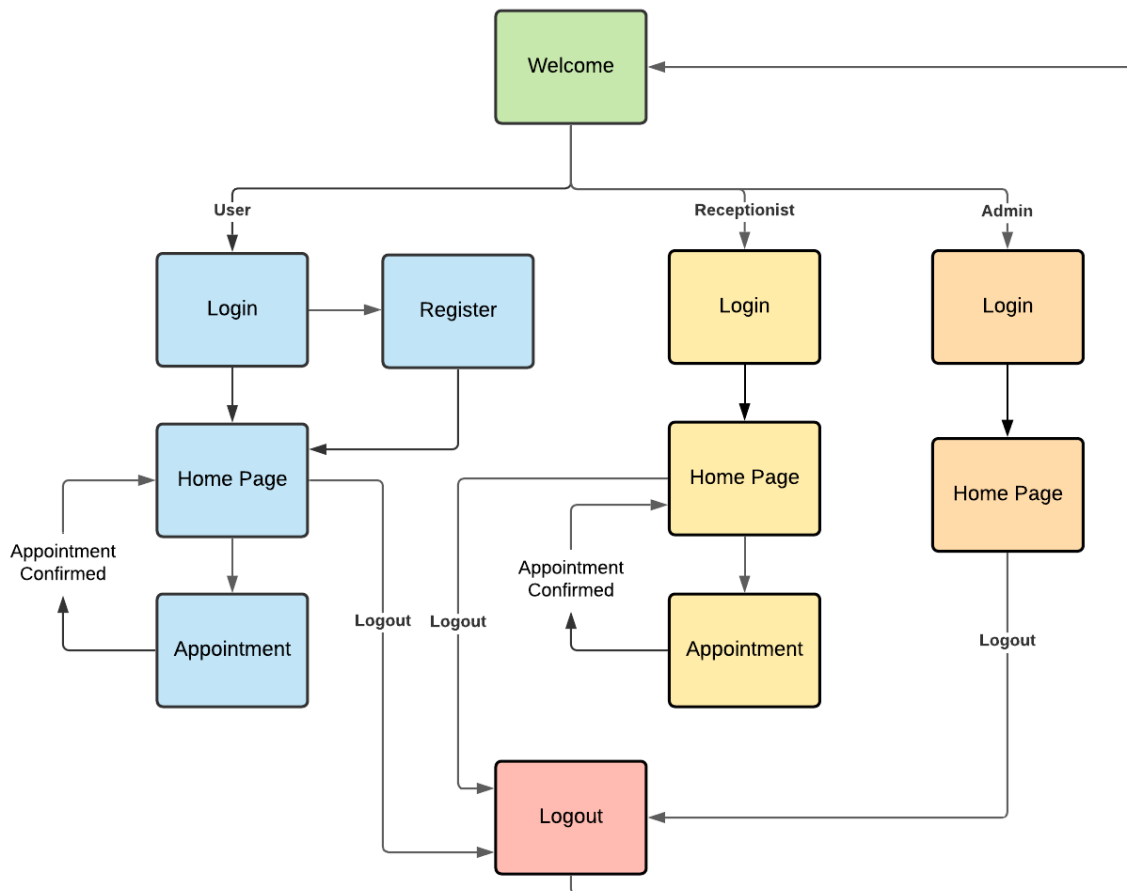 Welcome
User
Receptionist
Admin
Login
Register
Login
Login
Home Page
Home Page
Home Page
Appointment
Confirmed
Appointment
Confirmed
Appointment
Logout
Logout
Appointment
Logout
Logout